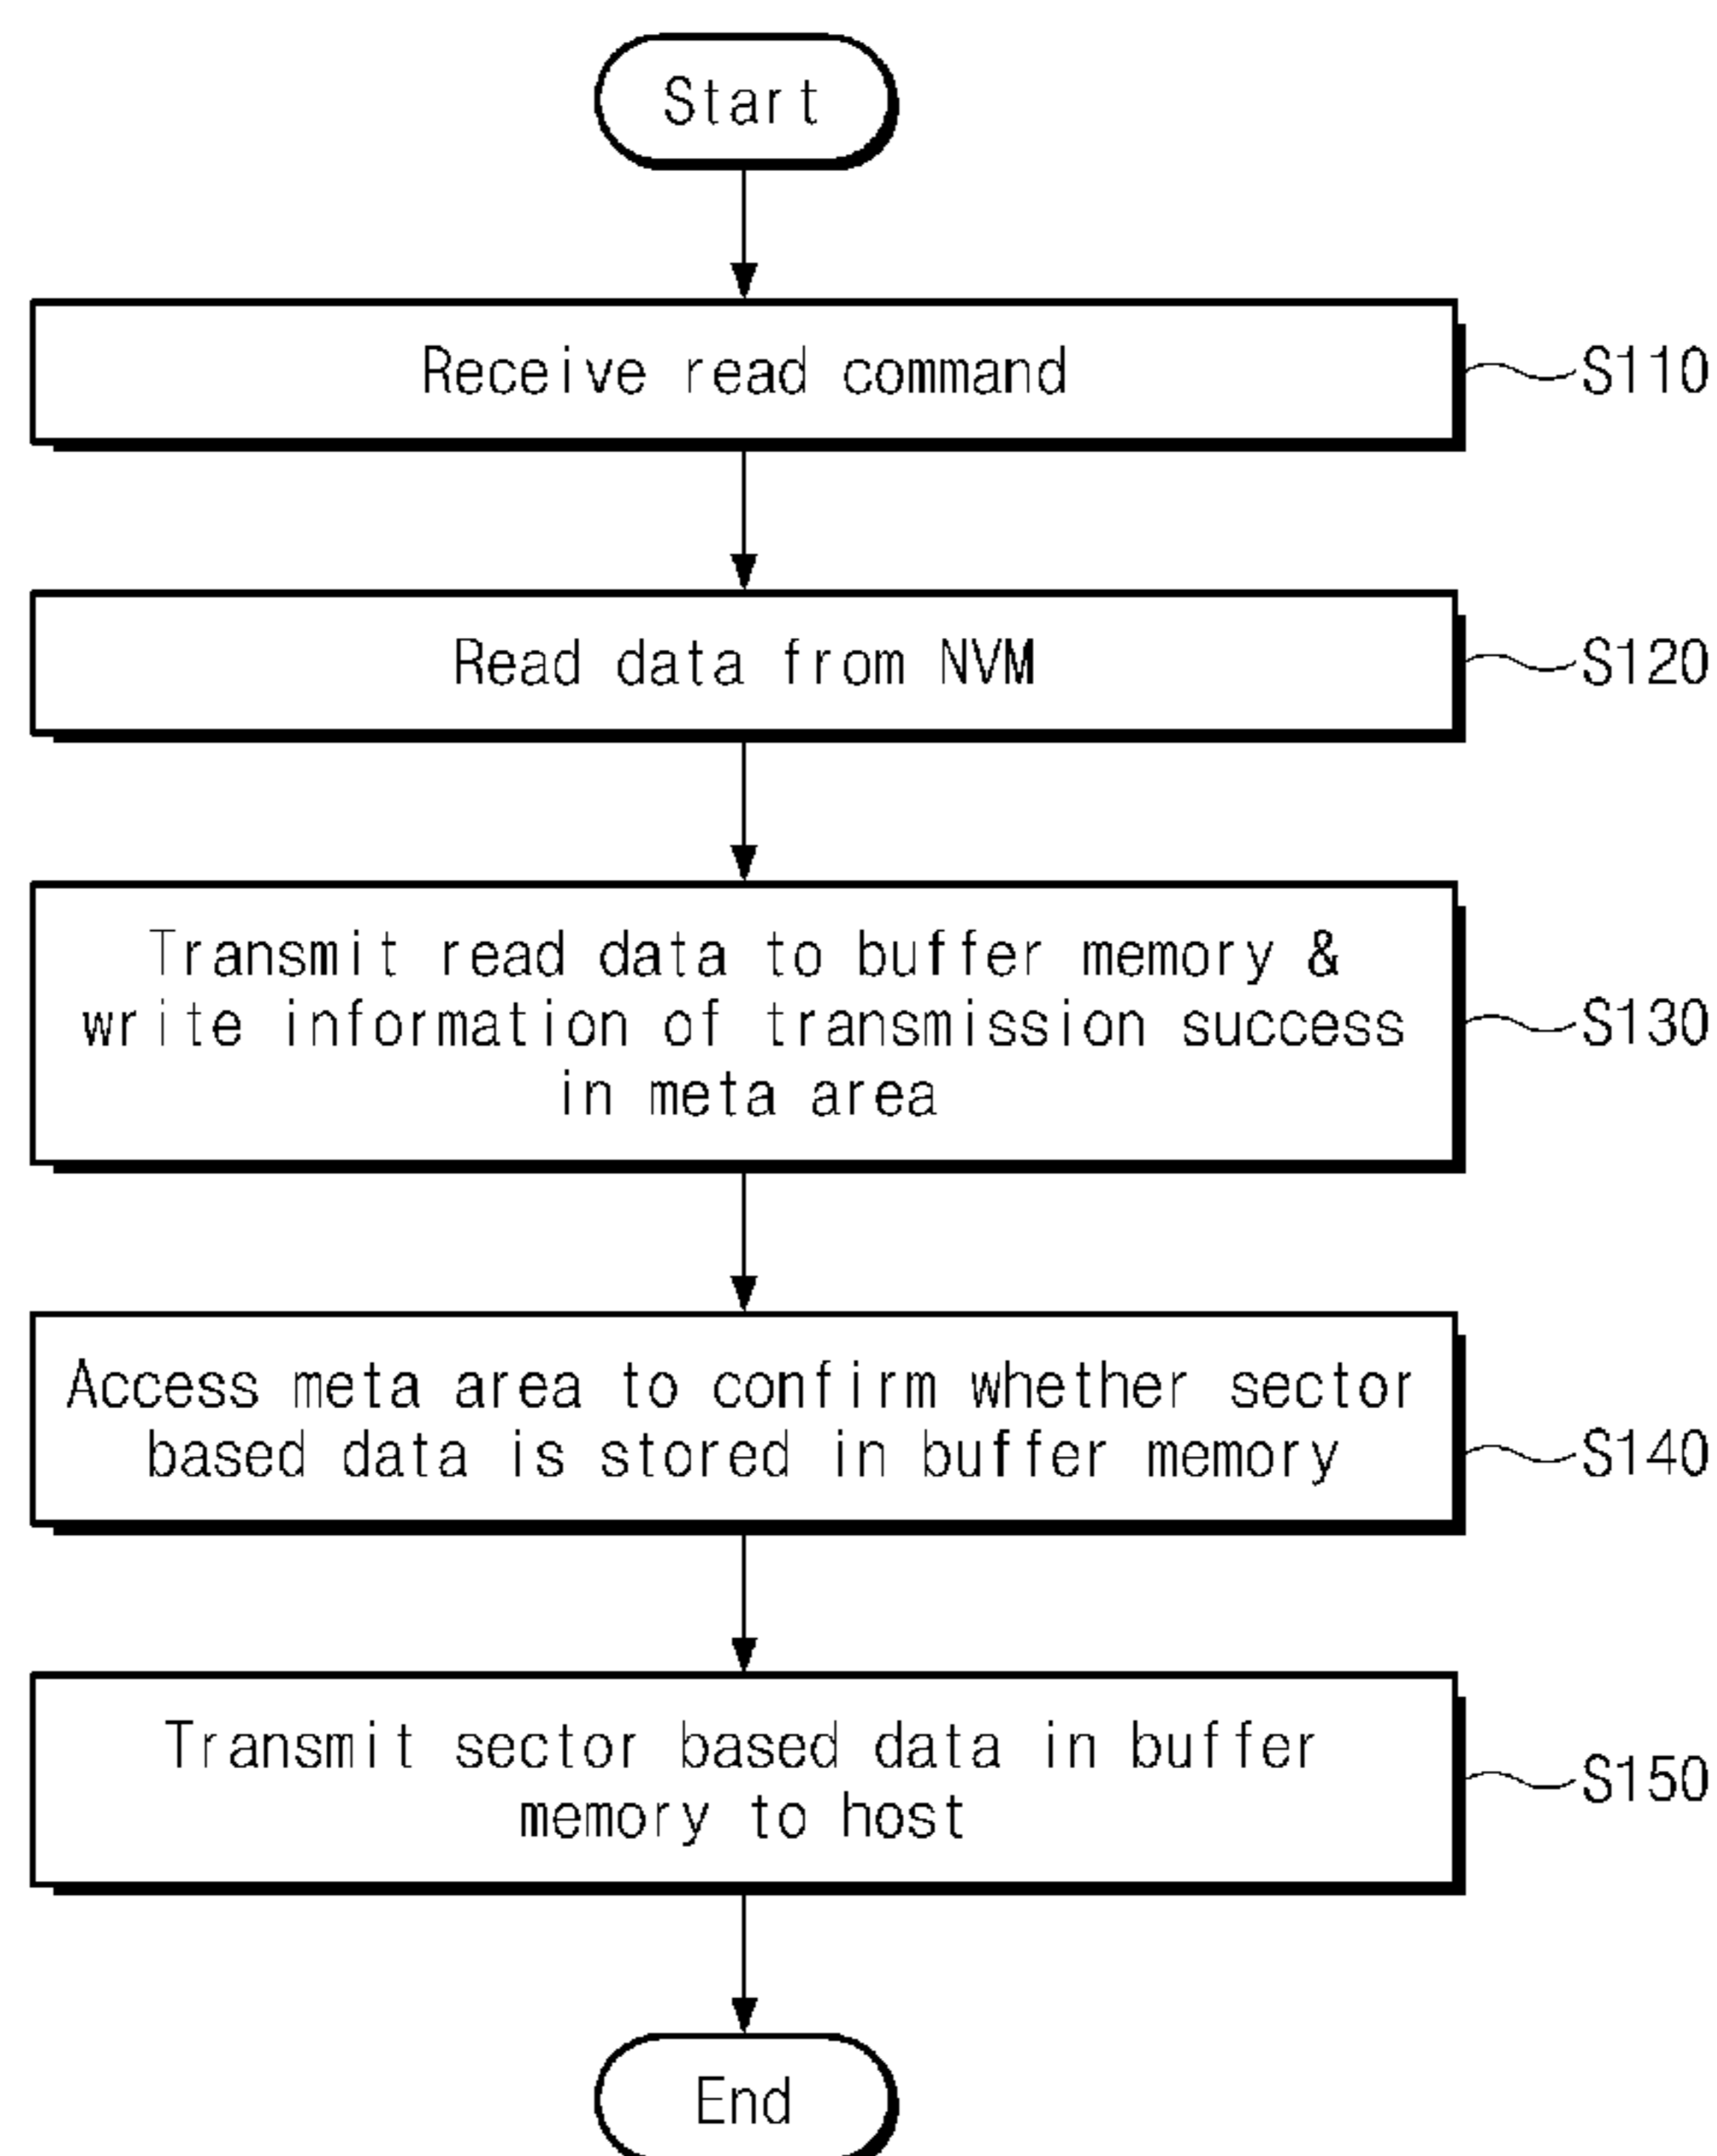 Start
Receive read command
S110
Read data from NVM
S120
Transmit read data to buffer memory &
write information of transmission success
in meta area
S130
Access meta area to confirm whether sector
based data is stored in buffer memory
S140
Transmit sector based data in buffer
memory to host
S150
End